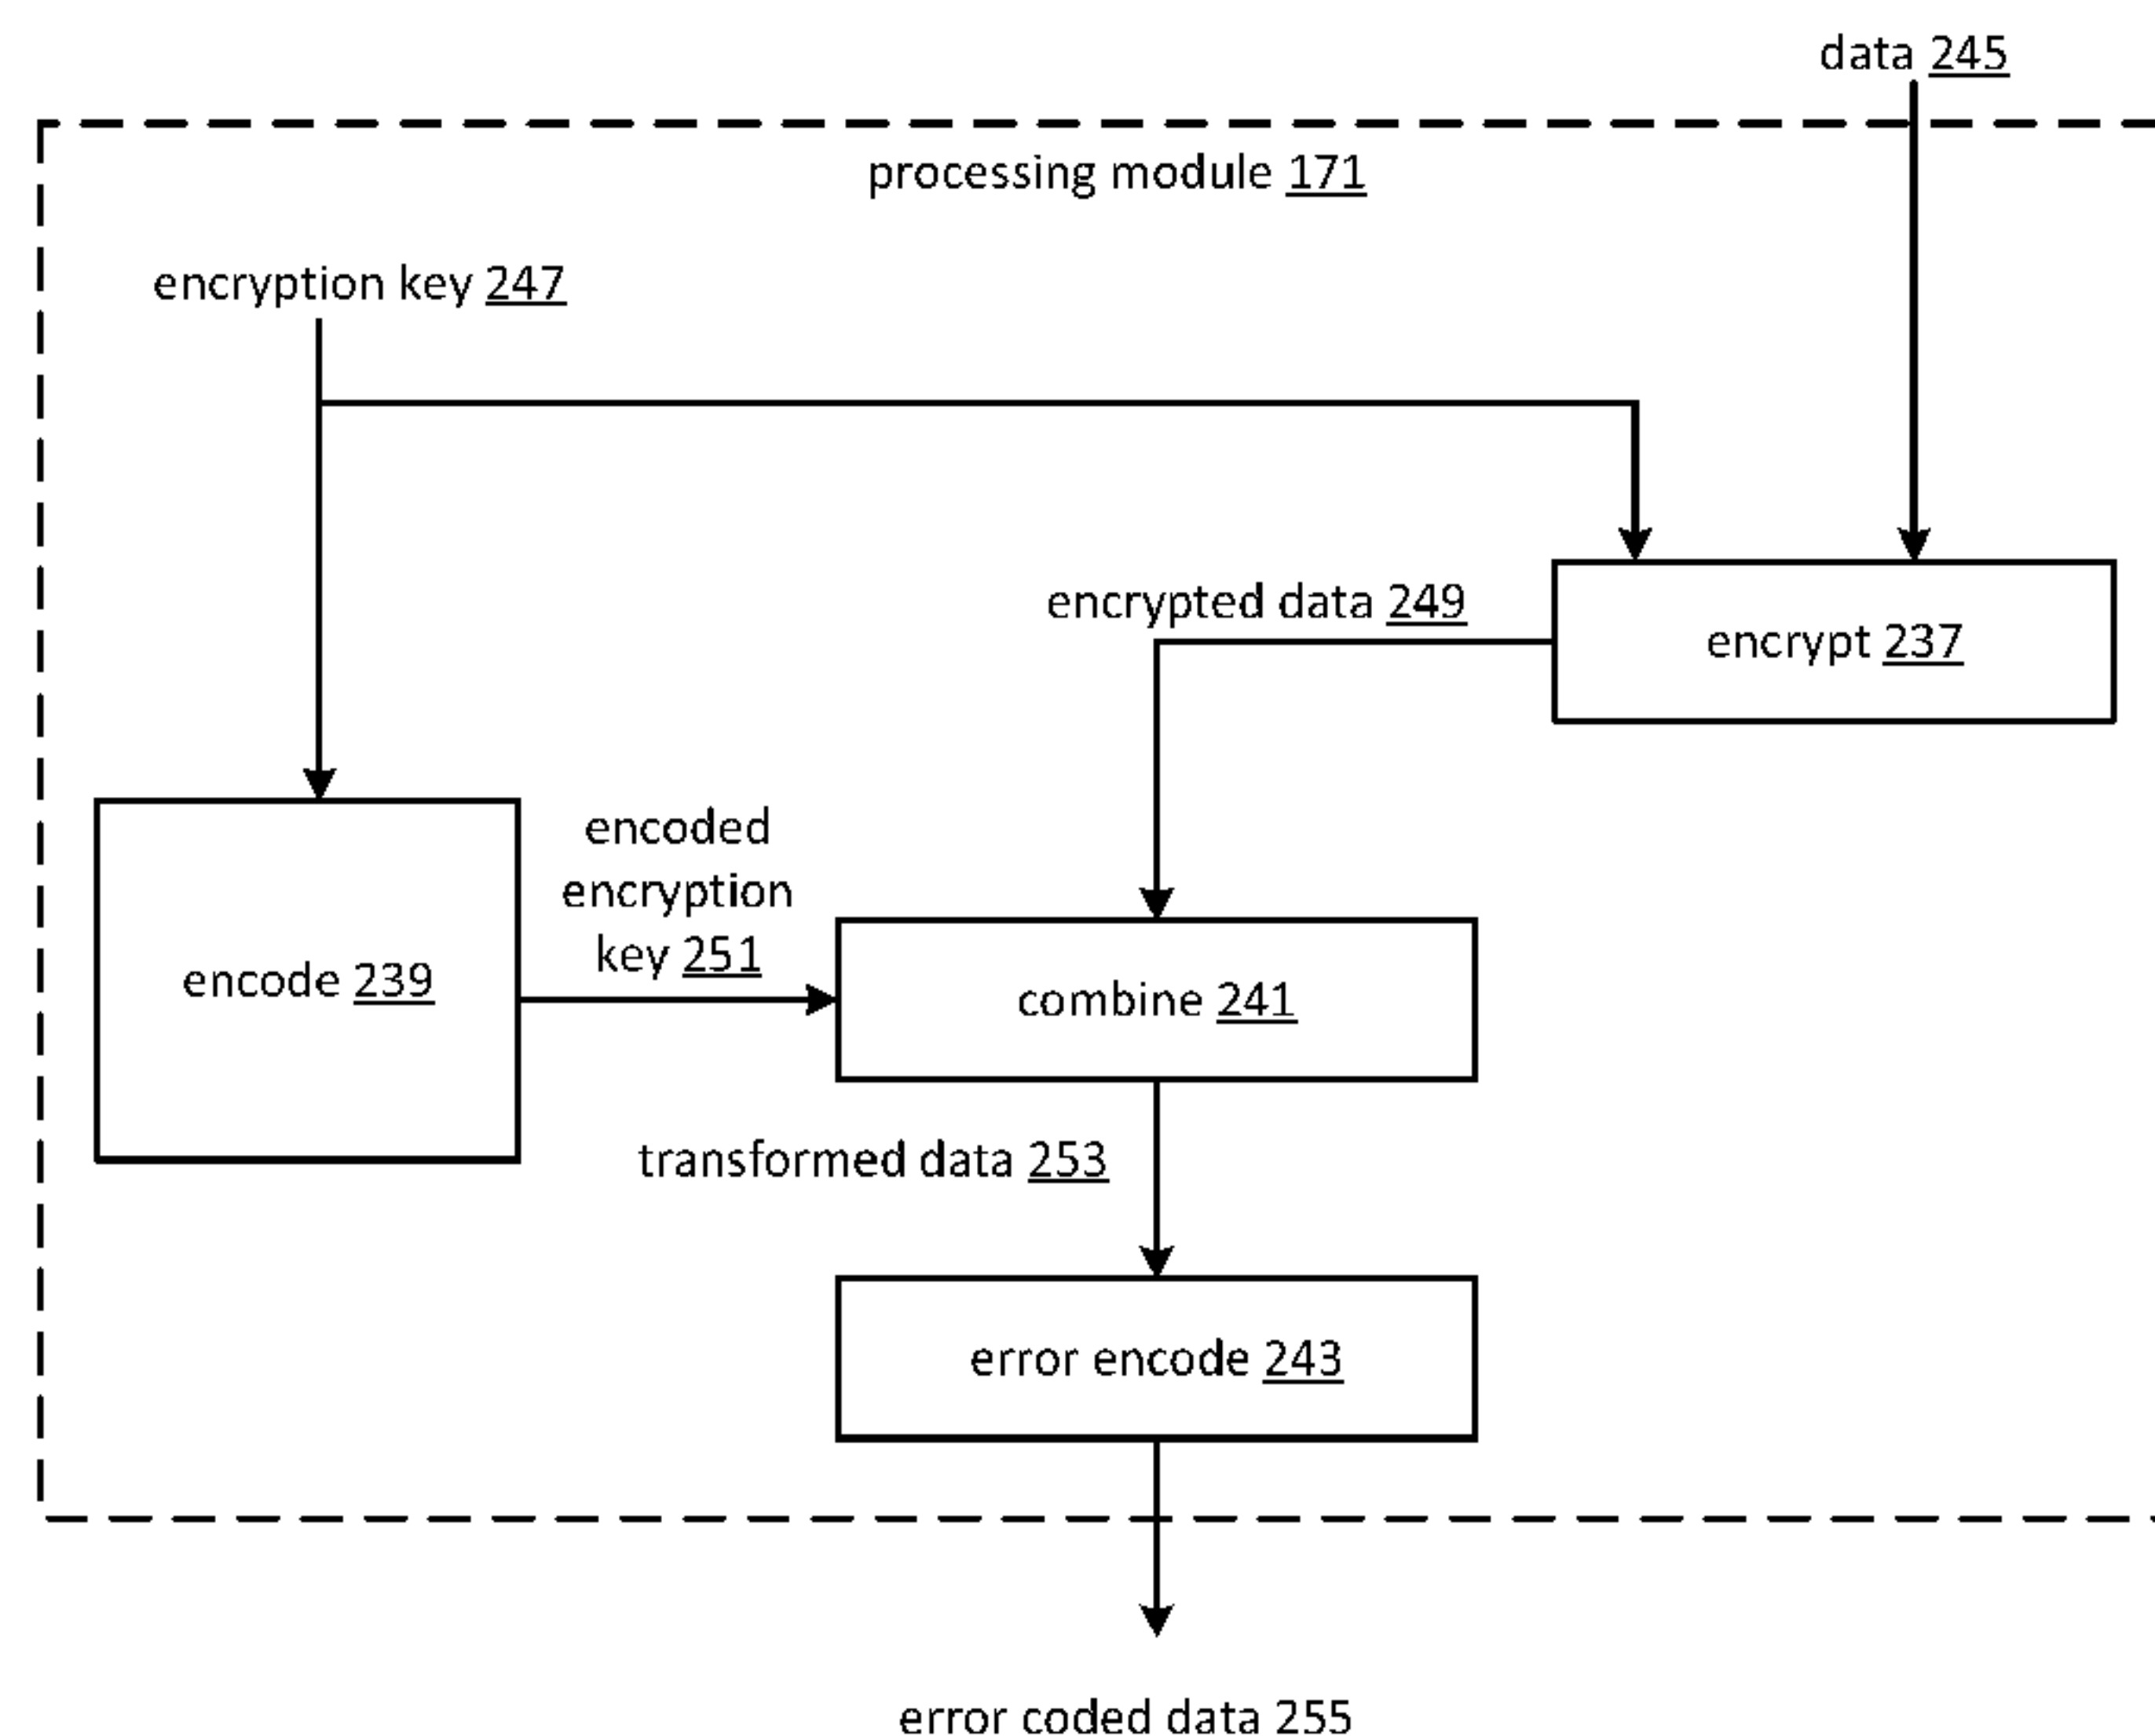 data 245
processing module 171
encryption key 247
encrypted data 249
encrypt 237
encoded
encryption
key 251
encode 239
combine 241
transformed data 253
error encode 243
error coded data 255